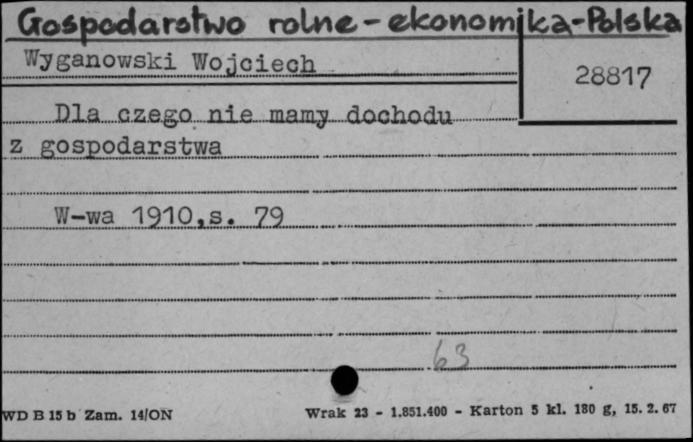 Gospodarstwo rolne-ekonomika-Polska
Wyganowski Wojciech
28817
Dla czego nie mamy dochodu
z gospodarstwa
W-wa 1910,s. 79
63
WD B 15 b Zam. 14/ON Wrak 23 - 1.851.400 - Karton 5 kl. 180 g, 15. 2. 67